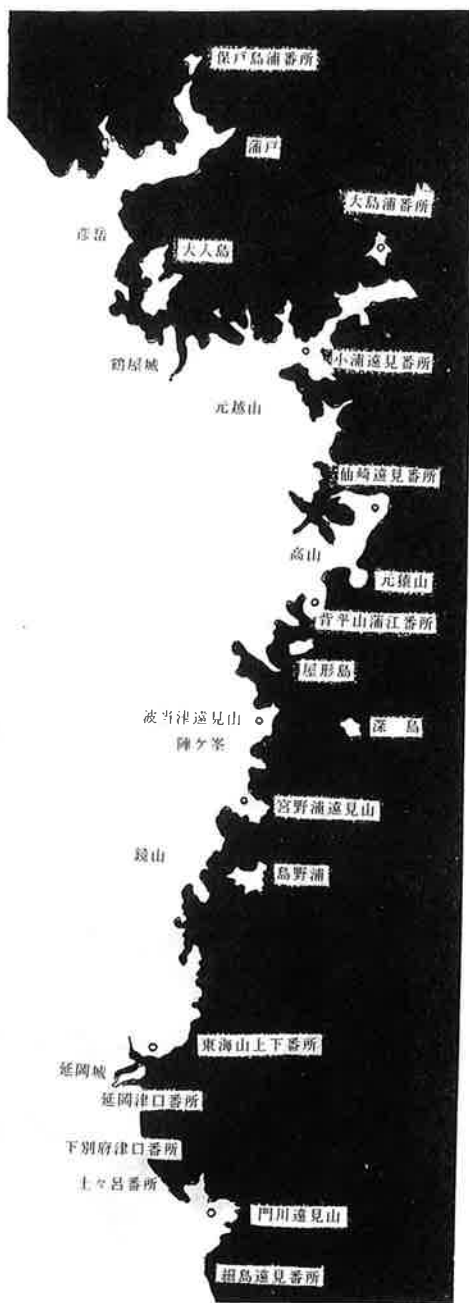 保戸島浦番所
蒲戸
大島浦番所
彦岳
大入島
鶴屋城
小浦遠見番所
元越山
仙崎遠見番所
高山
元猿山
背平山蒲江番所
屋形島
波当津遠見山
深島
陣ケ峯
宮野浦遠見山
鏡山
島野浦
東海山上下番所
延岡城
延岡津口番所
下別府津口番所
土々呂番所
門川遠見山
細島遠見番所